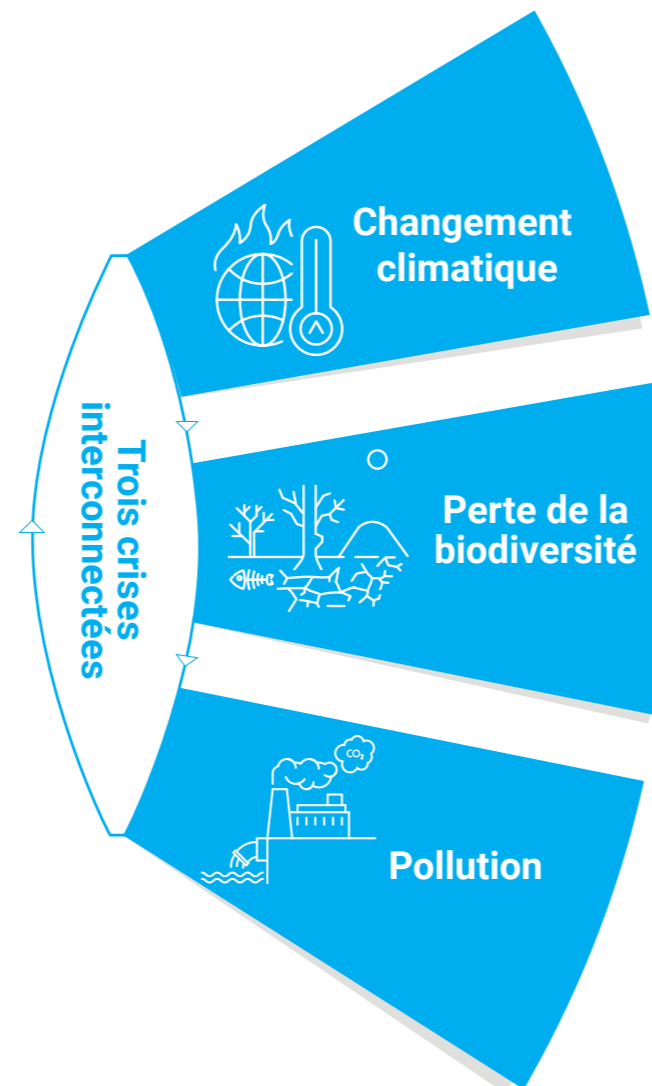 Trois crises
interconnectées
Changement
climatique
Perte de la
biodiversité
CO₂
Pollution